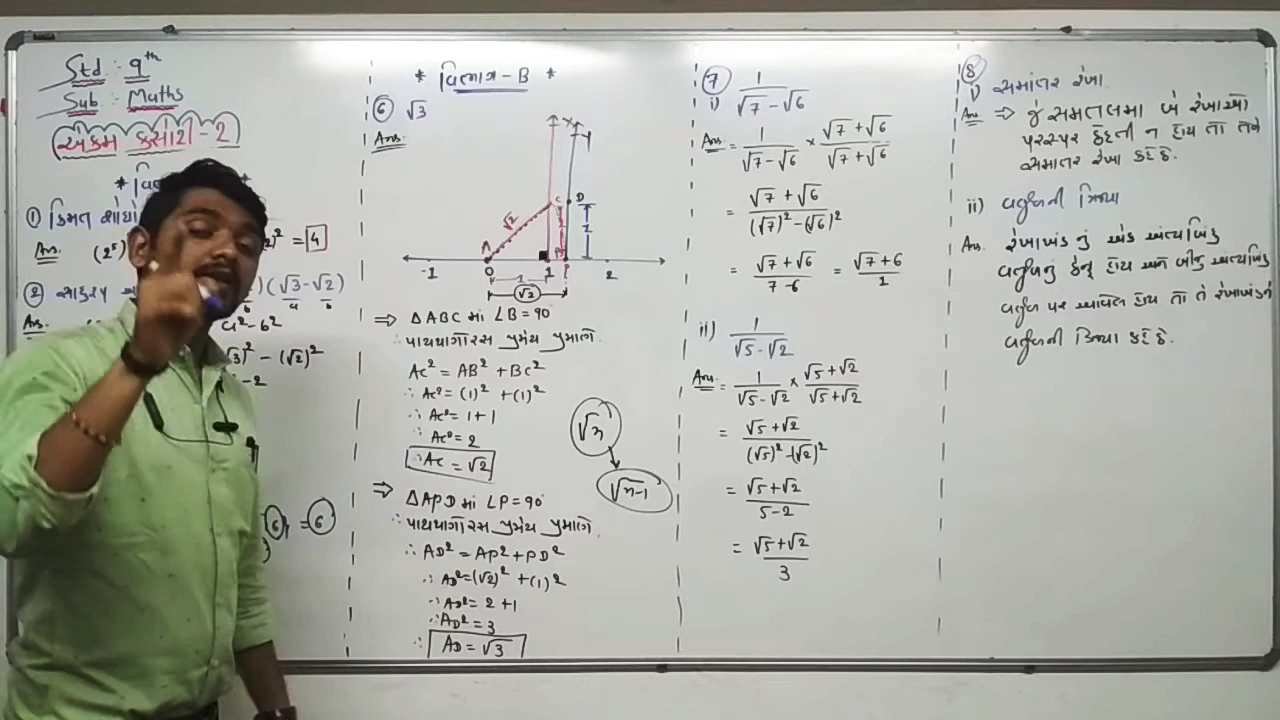 Std : 9th
Sub : Maths
એકમ કસોટી - 2
① કિંમત શોધો
Ans. (2⁵)² = 4
②
(√3 - √2)
Ans.
a² - b²
(√3)² - (√2)²
- 2
= ⑥
* વિભાગ - B *
⑥ √3
Ans.
Y
C D
√2
A
-1 0 1 2
√2
⇒ ΔABC માં ∠B = 90°
∴ પાયથાગોરસ પ્રમેય પ્રમાણે
AC² = AB² + BC²
∴ AC² = (1)² + (1)²
∴ AC² = 1 + 1
∴ AC² = 2
∴ AC = √2
√n
√n-1
⇒ ΔAPD માં ∠P = 90°
∴ પાયથાગોરસ પ્રમેય પ્રમાણે.
∴ AD² = AP² + PD²
∴ AD² = (√2)² + (1)²
∴ AD² = 2 + 1
∴ AD² = 3
∴ AD = √3
⑦
i) 1/(√7 - √6)
Ans = 1/(√7 - √6) × (√7 + √6)/(√7 + √6)
= (√7 + √6)/((√7)² - (√6)²)
= (√7 + √6)/(7 - 6) = (√7 + 6)/1
ii) 1/(√5 - √2)
Ans = 1/(√5 - √2) × (√5 + √2)/(√5 + √2)
= (√5 + √2)/((√5)² - (√2)²)
= (√5 + √2)/(5 - 2)
= (√5 + √2)/3
⑧
i) સમાંતર રેખા
Ans ⇒ જે સમતલમા બે રેખાઓ
પરસ્પર છેદતી ન હોય તો તેને
સમાંતર રેખા કહે છે.
ii) વર્તુળની ત્રિજ્યા
Ans. રેખાખંડ નું એક અંત્યબિંદુ
વર્તુળનું કેન્દ્ર હોય અને બીજુ અંત્યબિંદુ
વર્તુળ પર આવેલ હોય તો તે રેખાખંડને
વર્તુળની ત્રિજ્યા કહે છે.